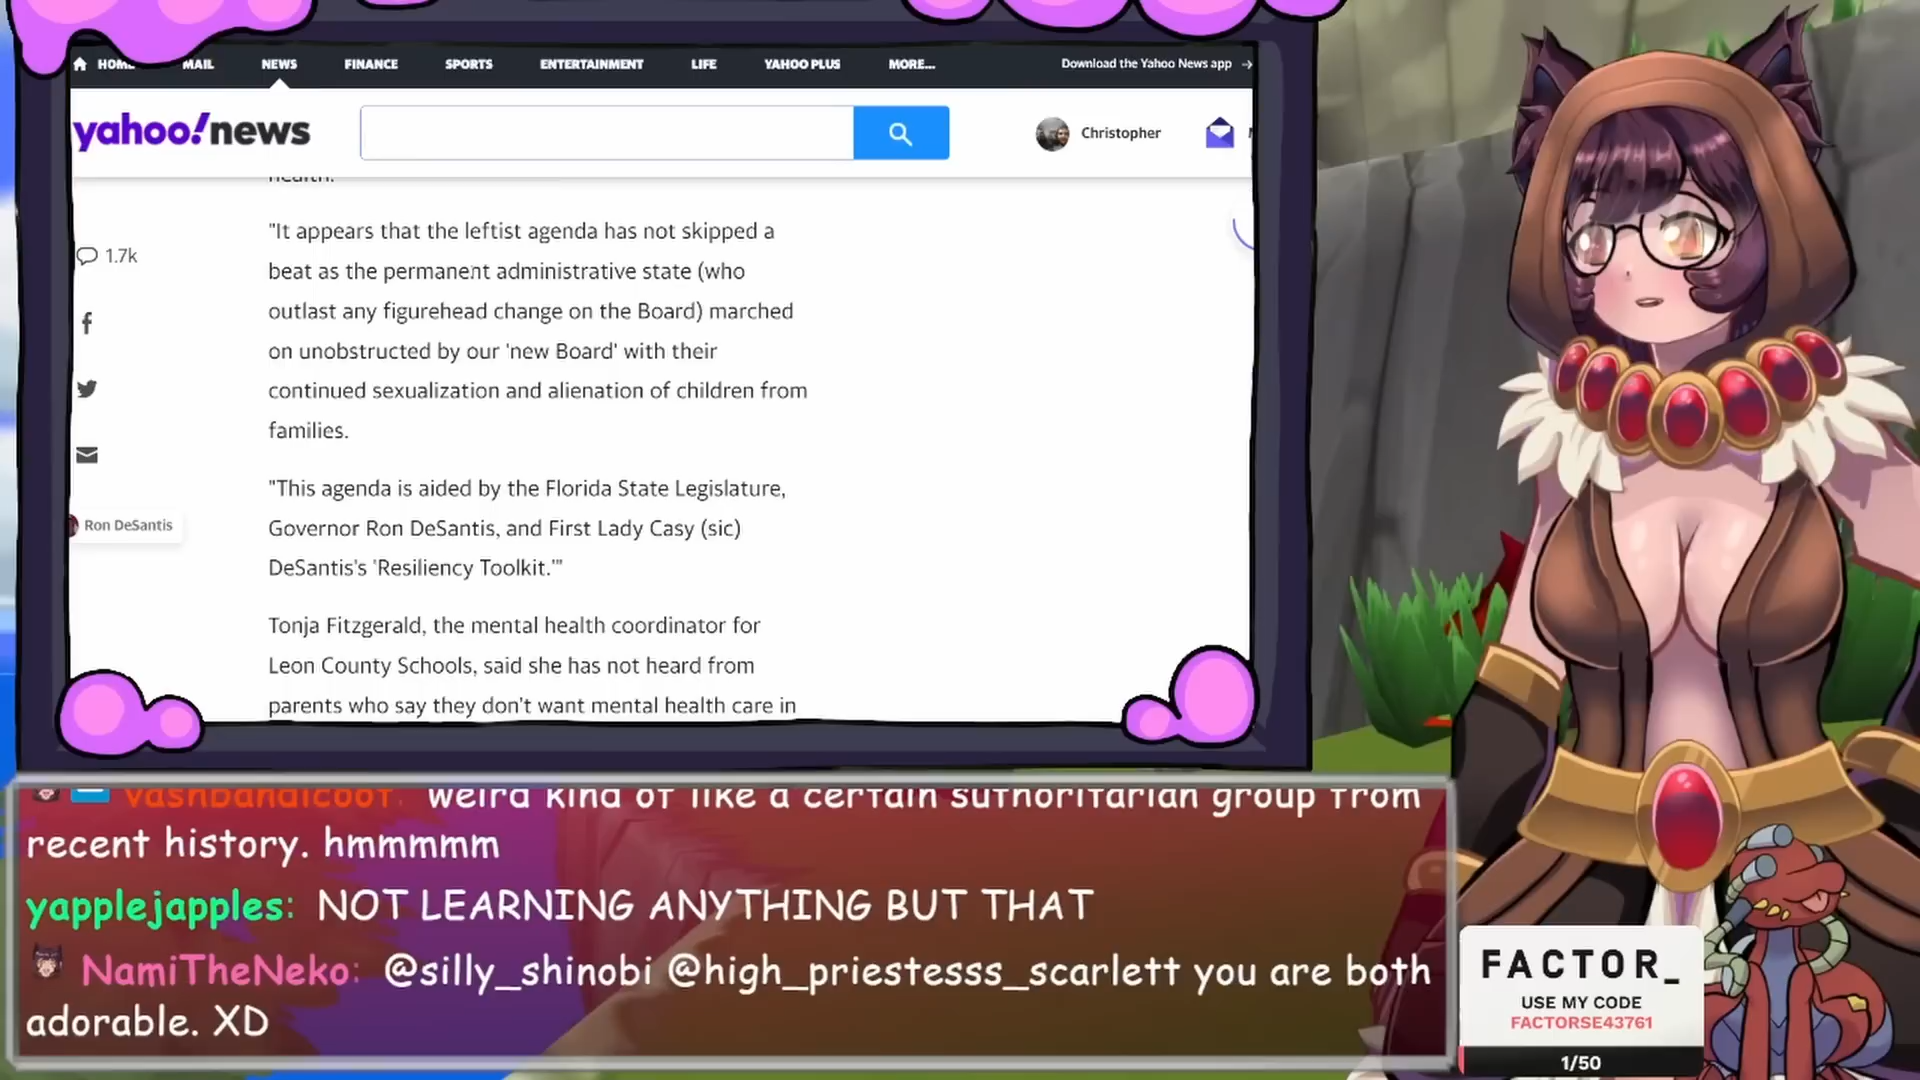 HOME MAIL NEWS FINANCE SPORTS ENTERTAINMENT LIFE YAHOO PLUS MORE... Download the Yahoo News app →
yahoo!news
Christopher
health.
1.7k
"It appears that the leftist agenda has not skipped a
beat as the permanent administrative state (who
outlast any figurehead change on the Board) marched
on unobstructed by our 'new Board' with their
continued sexualization and alienation of children from
families.
"This agenda is aided by the Florida State Legislature,
Governor Ron DeSantis, and First Lady Casy (sic)
DeSantis's 'Resiliency Toolkit.'"
Ron DeSantis
Tonja Fitzgerald, the mental health coordinator for
Leon County Schools, said she has not heard from
parents who say they don't want mental health care in
vashbandicoot: weird kind of like a certain suthoritarian group from
recent history. hmmmmm
yapplejapples: NOT LEARNING ANYTHING BUT THAT
NamiTheNeko: @silly_shinobi @high_priestesss_scarlett you are both
adorable. XD
FACTOR_
USE MY CODE
FACTORSE43761
1/50